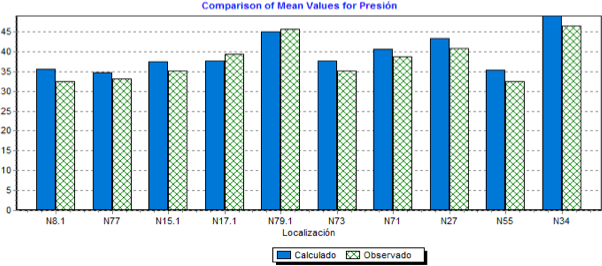 Comparison of Mean Values for Presión
45
40
35
30
25
20
15
10
5
0
N8.1 N77 N15.1 N17.1 N79.1 N73 N71 N27 N55 N34
Localización
Calculado Observado